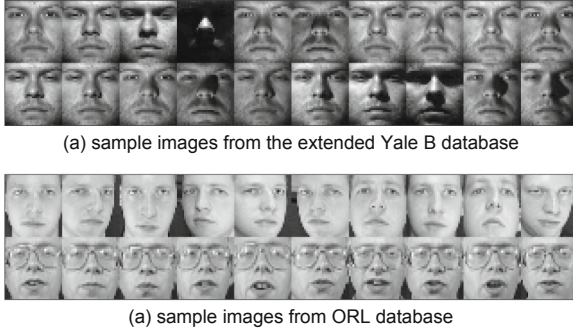 (a) sample images from the extended Yale B database
(a) sample images from ORL database